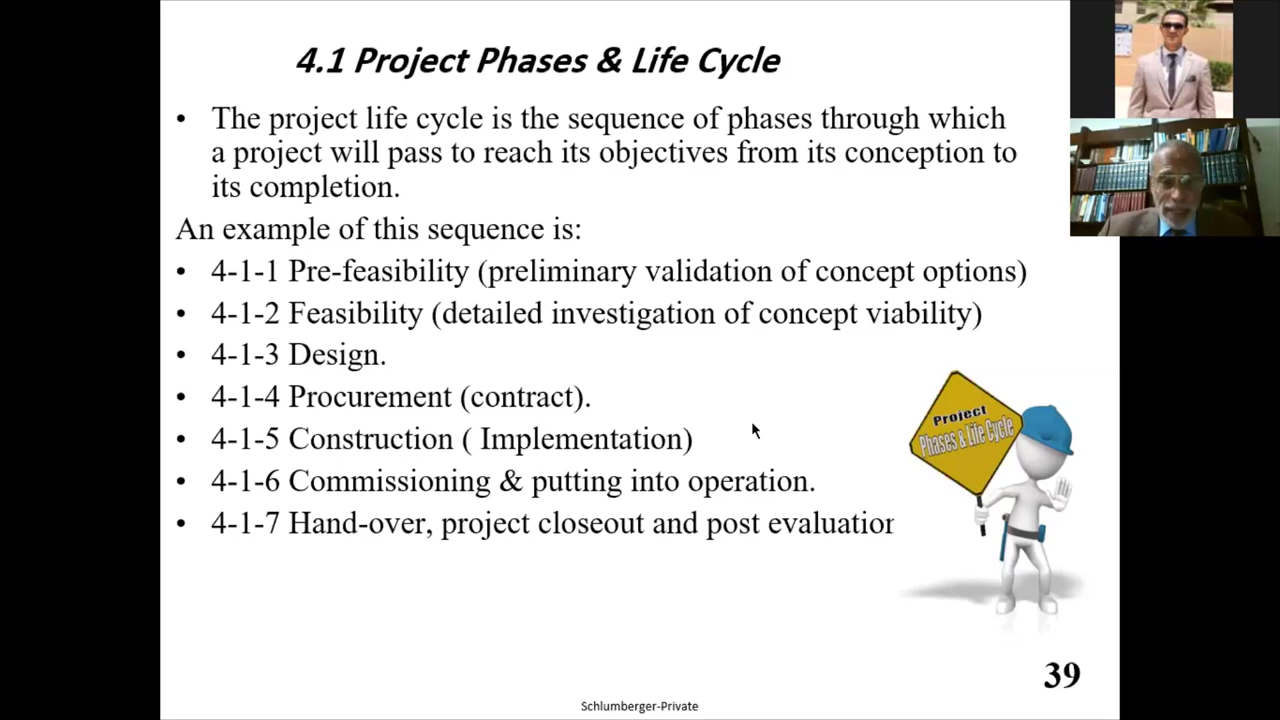 4.1 Project Phases & Life Cycle
• The project life cycle is the sequence of phases through which
a project will pass to reach its objectives from its conception to
its completion.
An example of this sequence is:
• 4-1-1 Pre-feasibility (preliminary validation of concept options)
• 4-1-2 Feasibility (detailed investigation of concept viability)
• 4-1-3 Design.
• 4-1-4 Procurement (contract).
• 4-1-5 Construction ( Implementation)
• 4-1-6 Commissioning & putting into operation.
• 4-1-7 Hand-over, project closeout and post evaluation
Project
Phases & Life Cycle
39
Schlumberger-Private